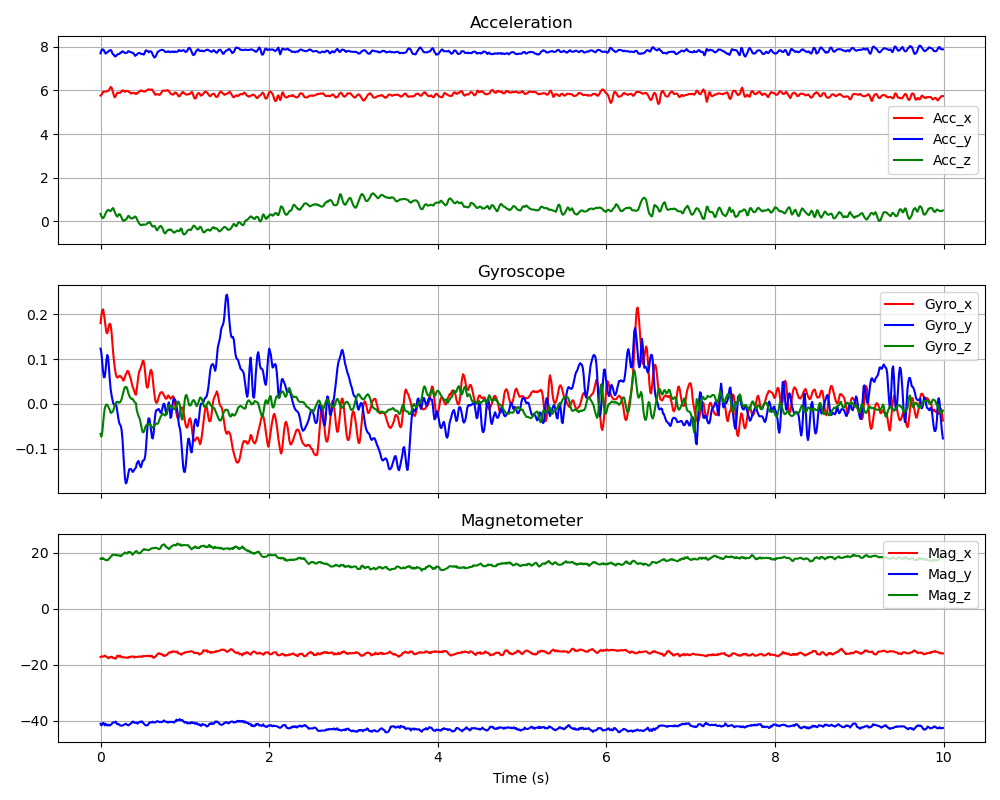 Acceleration
8
6
4
2
0
Acc_x
Acc_y
Acc_z
Gyroscope
0.2
0.1
0.0
−0.1
Gyro_x
Gyro_y
Gyro_z
Magnetometer
20
0
−20
−40
Mag_x
Mag_y
Mag_z
0 2 4 6 8 10
Time (s)